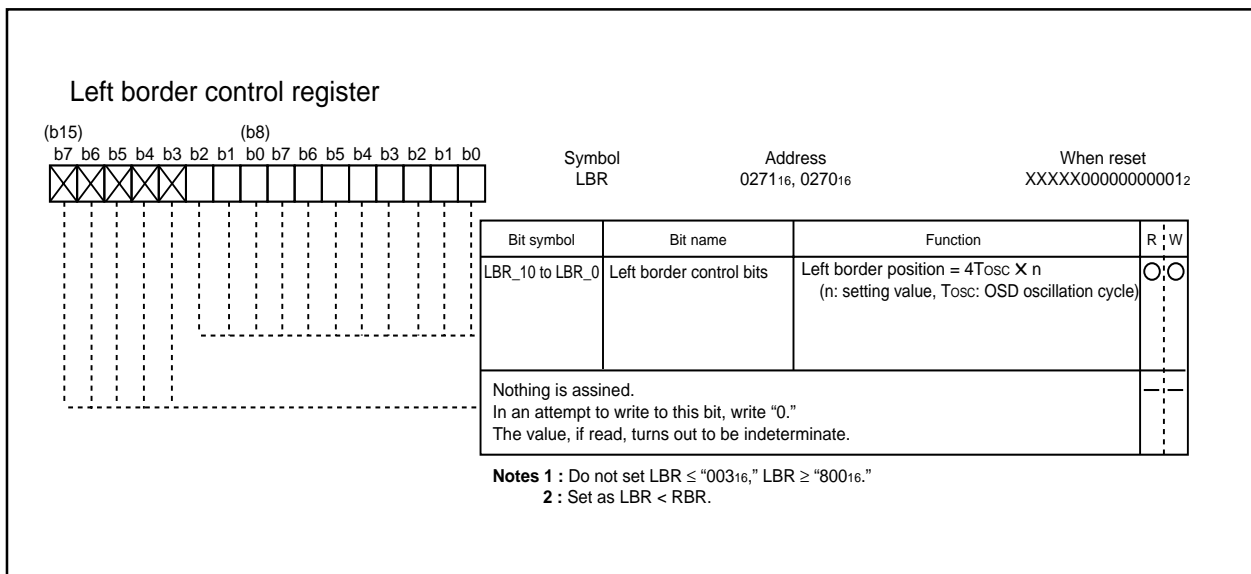 Left border control register
(b15) (b8)
b7 b6 b5 b4 b3 b2 b1 b0 b7 b6 b5 b4 b3 b2 b1 b0
Symbol Address When reset
LBR 027116, 027016 XXXXX000000000012
Bit symbol Bit name Function R W
LBR_10 to LBR_0 Left border control bits Left border position = 4TOSC X n
(n: setting value, TOSC: OSD oscillation cycle)
Nothing is assined.
In an attempt to write to this bit, write “0.”
The value, if read, turns out to be indeterminate.
Notes 1 : Do not set LBR ≤ “00316,” LBR ≥ “80016.”
2 : Set as LBR < RBR.